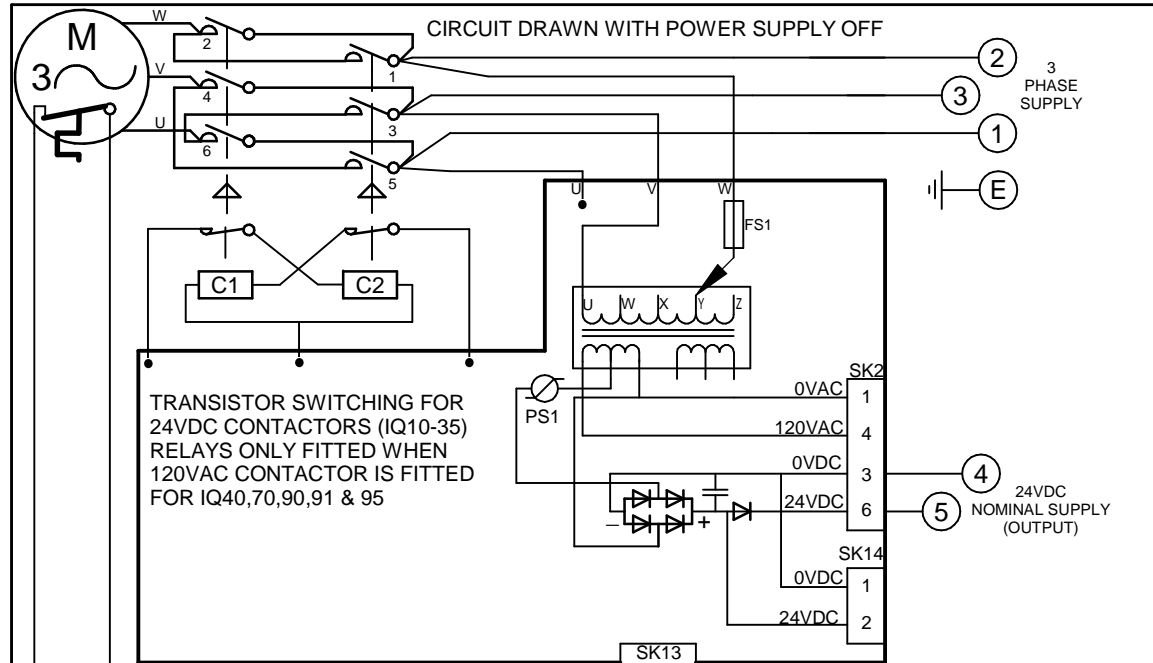 CIRCUIT DRAWN WITH POWER SUPPLY OFF
W
M
3
V
U
2
1
4
3
6
5
2
3
1
E
3
PHASE
SUPPLY
U
V
W
FS1
C1
C2
U W X Y Z
PS1
TRANSISTOR SWITCHING FOR
24VDC CONTACTORS (IQ10-35)
RELAYS ONLY FITTED WHEN
120VAC CONTACTOR IS FITTED
FOR IQ40,70,90,91 & 95
SK2
0VAC 1
120VAC 4
0VDC 3
24VDC 6
4
5
24VDC
NOMINAL SUPPLY
(OUTPUT)
– +
SK14
0VDC 1
24VDC 2
SK13